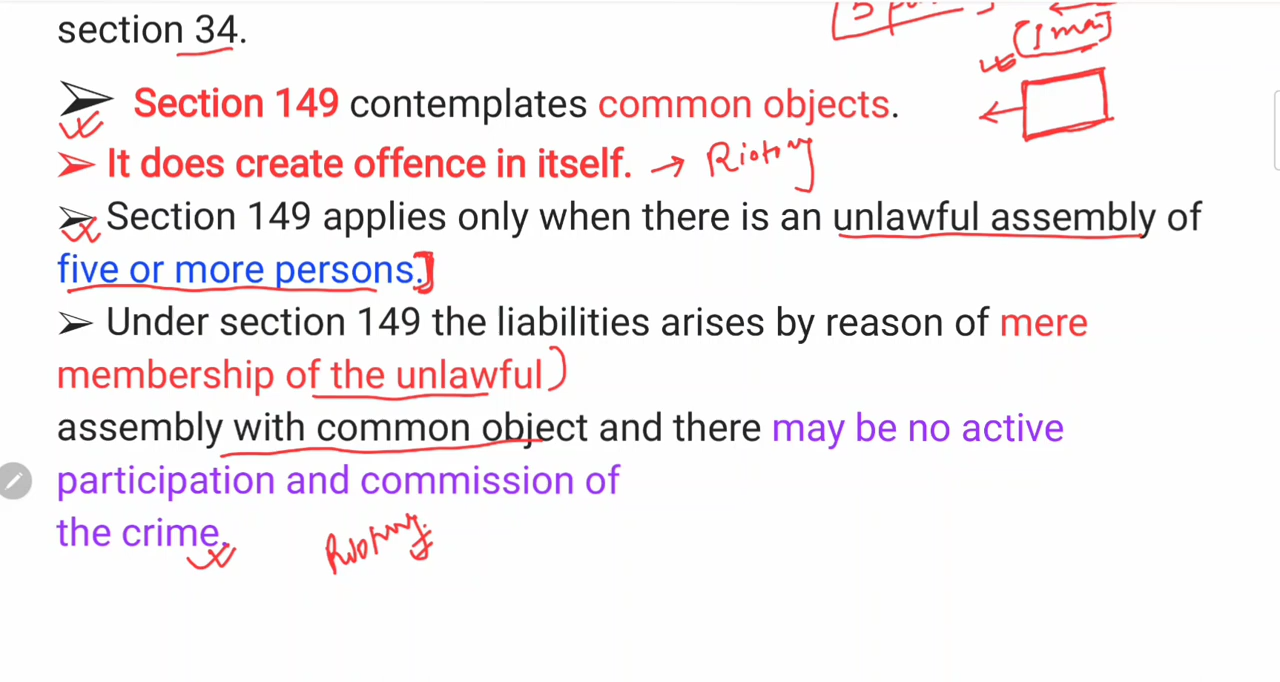 section 34.
[1 man]
➢ Section 149 contemplates common objects.
➢ It does create offence in itself. → Rioting
➢ Section 149 applies only when there is an unlawful assembly of
five or more persons.]
➢ Under section 149 the liabilities arises by reason of mere
membership of the unlawful)
assembly with common object and there may be no active
participation and commission of
the crime.
Rioting